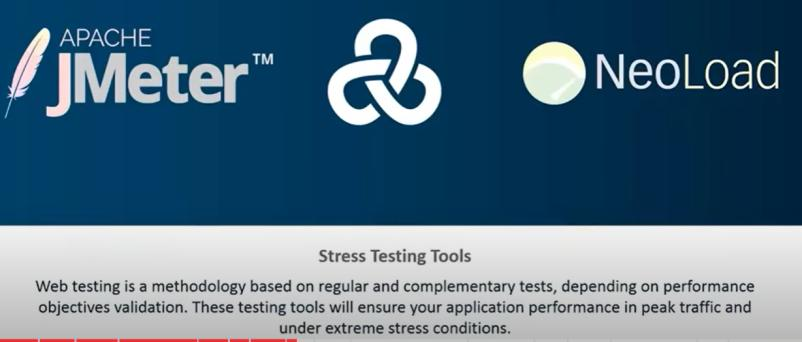 APACHE
JMeter™
NeoLoad
Stress Testing Tools
Web testing is a methodology based on regular and complementary tests, depending on performance
objectives validation. These testing tools will ensure your application performance in peak traffic and
under extreme stress conditions.